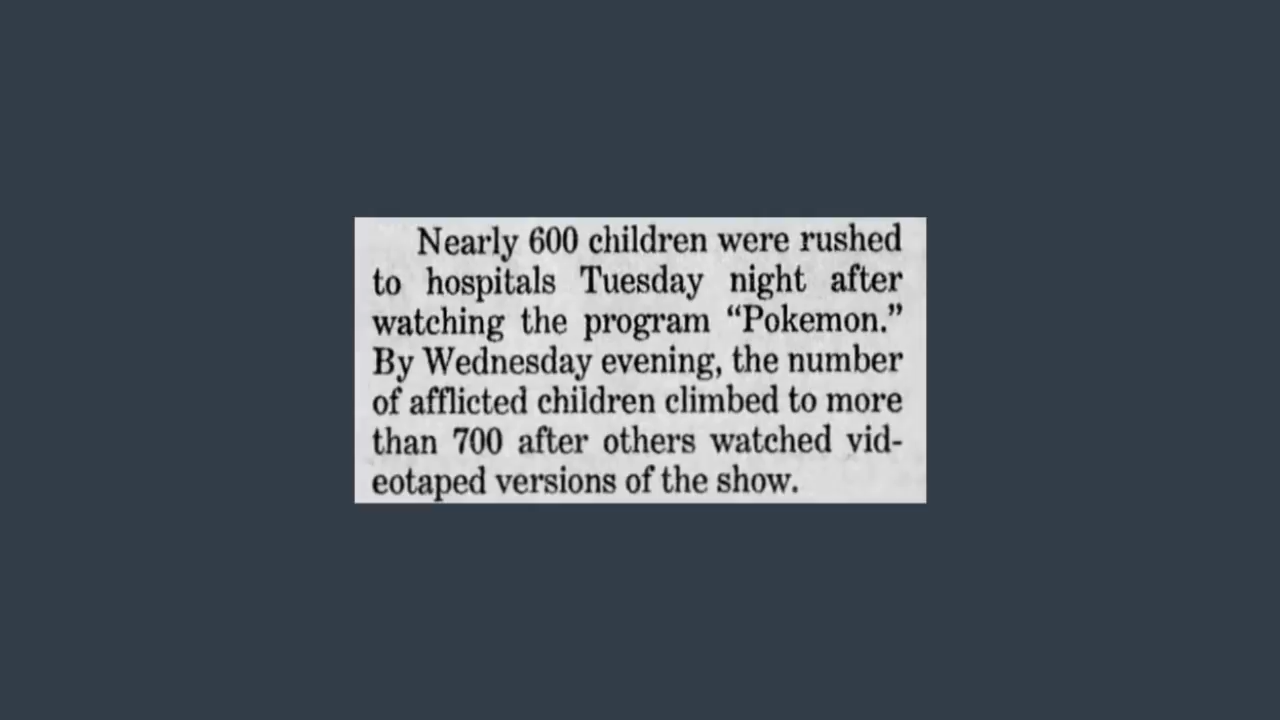 Nearly 600 children were rushed
to hospitals Tuesday night after
watching the program “Pokemon.”
By Wednesday evening, the number
of afflicted children climbed to more
than 700 after others watched vid-
eotaped versions of the show.